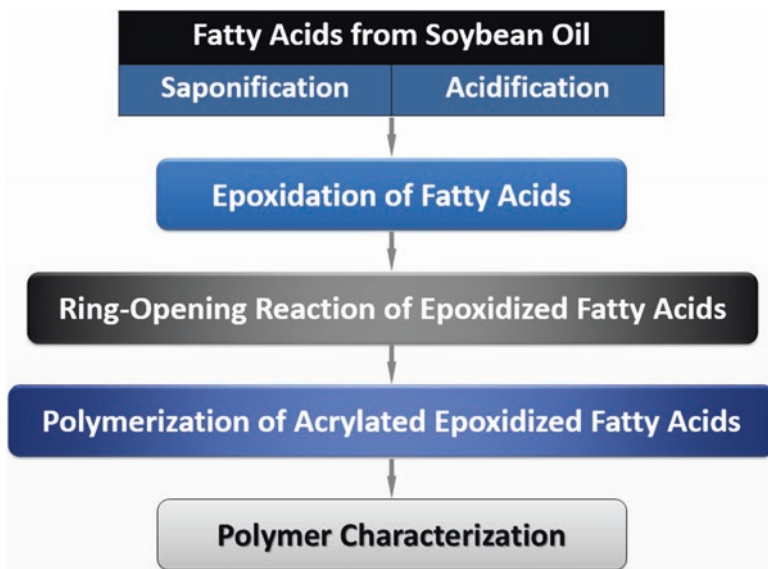 Fatty Acids from Soybean Oil
Saponification Acidification
Epoxidation of Fatty Acids
Ring-Opening Reaction of Epoxidized Fatty Acids
Polymerization of Acrylated Epoxidized Fatty Acids
Polymer Characterization